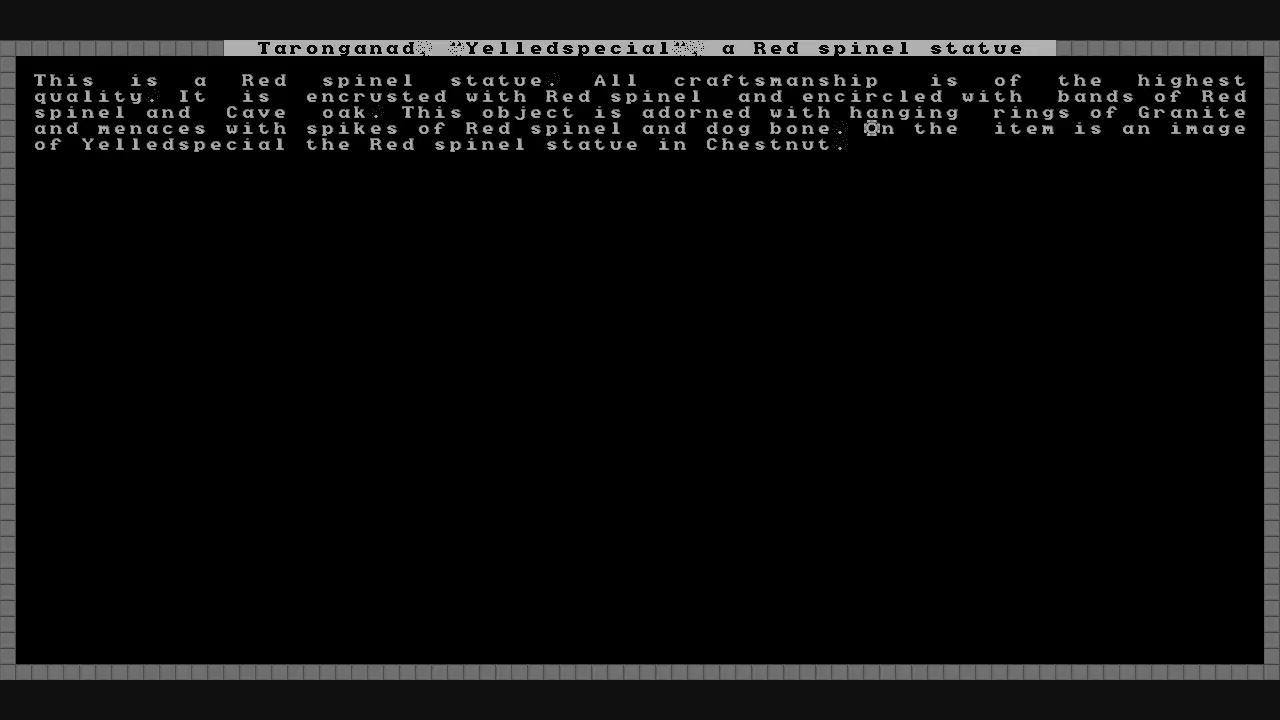 Taronganad, "Yelledspecial", a Red spinel statue
This is a Red spinel statue. All craftsmanship is of the highest
quality. It is encrusted with Red spinel and encircled with bands of Red
spinel and Cave oak. This object is adorned with hanging rings of Granite
and menaces with spikes of Red spinel and dog bone. On the item is an image
of Yelledspecial the Red spinel statue in Chestnut.